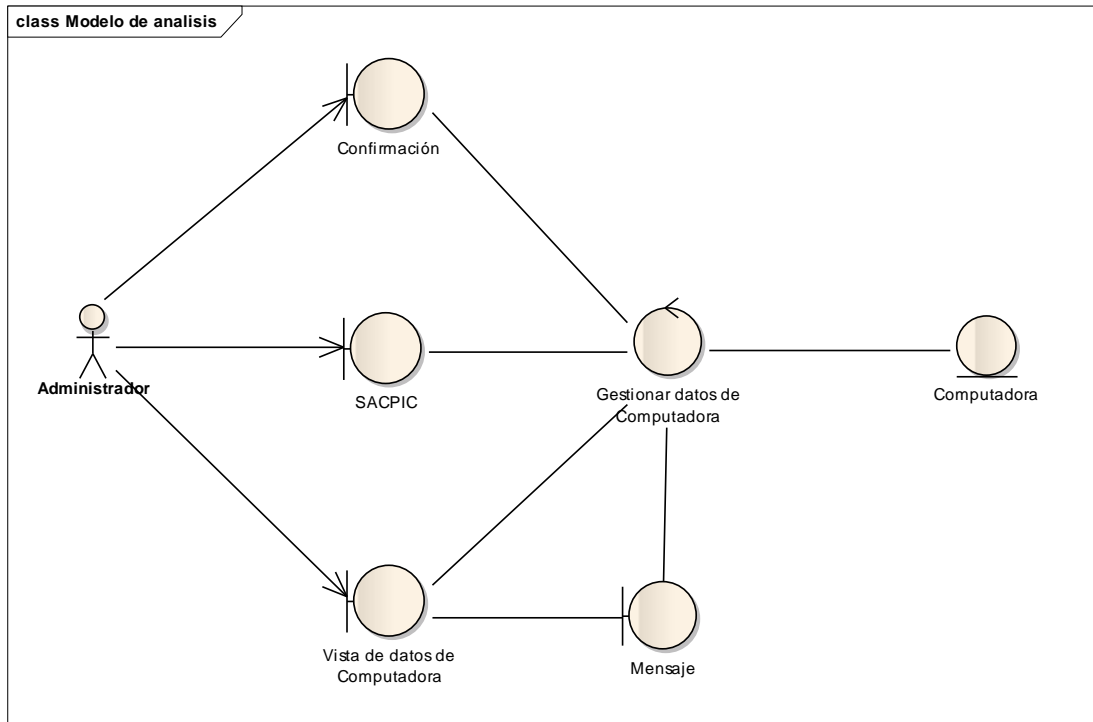 class Modelo de analisis
Confirmación
Administrador
SACPIC
Gestionar datos de
Computadora
Computadora
Vista de datos de
Computadora
Mensaje